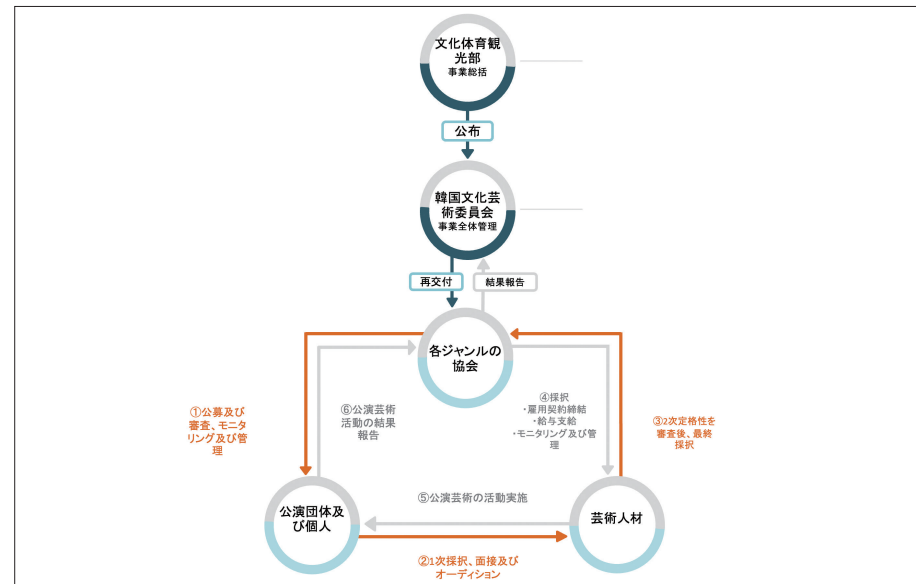 文化体育観
光部
事業総括
公布
韓国文化芸
術委員会
事業全体管理
再交付
結果報告
各ジャンルの
協会
①公募及び
審査、モニタ
リング及び管
理
⑥公演芸術
活動の結果
報告
④採択
・雇用契約締結
・給与支給
・モニタリング及び管
理
③2次定格性を
審査後、最終
採択
⑤公演芸術の活動実施
公演団体及
び個人
芸術人材
②1次採択、面接及び
オーディション